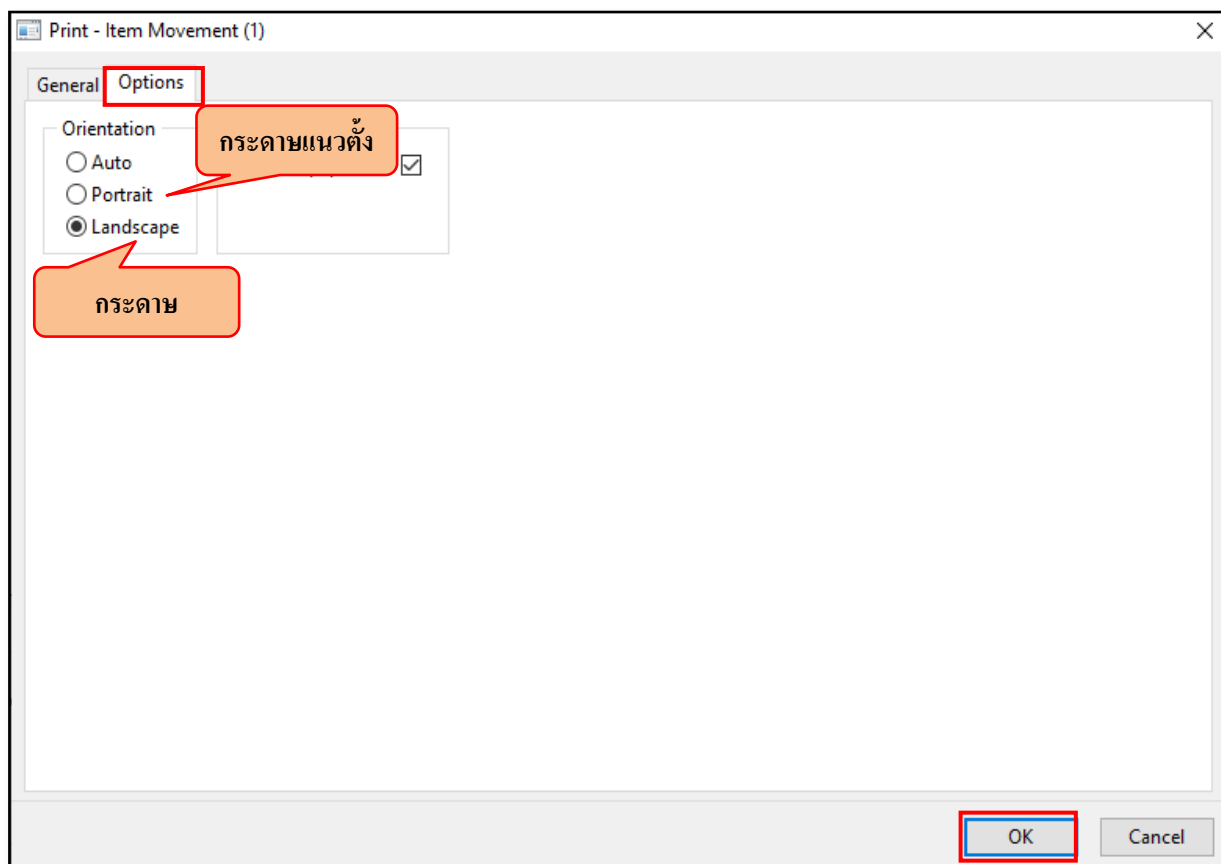 Print - Item Movement (1)
General
Options
Orientation
กระดาษแนวตั้ง
Auto
Portrait
Landscape
กระดาษ
OK
Cancel